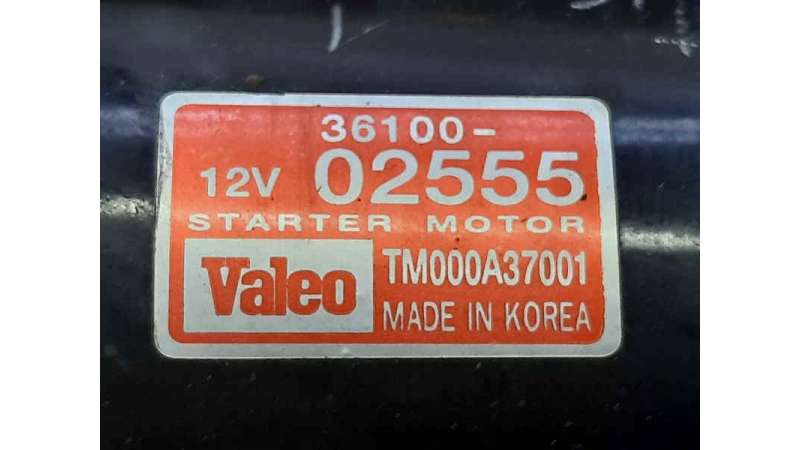 36100-
12V 02555
STARTER MOTOR
Valeo TM000A37001
MADE IN KOREA